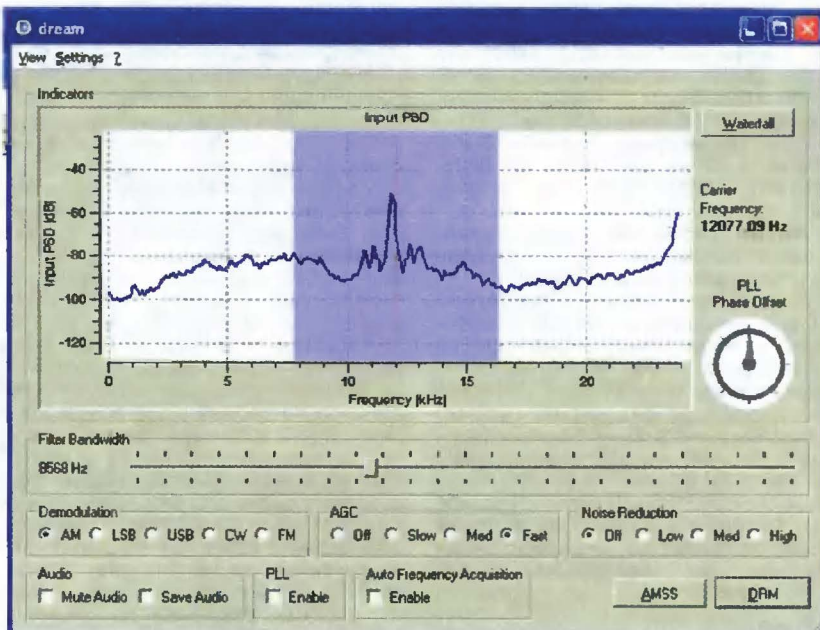 dream
View Settings ?
Indicators
Input PSD
Waterfall
Input PSD [dB]
-40
-60
-80
-100
-120
0 5 10 15 20
Frequency [kHz]
Carrier
Frequency:
12077.09 Hz
PLL
Phase Offset
Filter Bandwidth
8568 Hz
Demodulation
AM LSB USB CW FM
AGC
Off Slow Med Fast
Noise Reduction
Off Low Med High
Audio
Mute Audio Save Audio
PLL
Enable
Auto Frequency Acquisition
Enable
AMSS
DRM